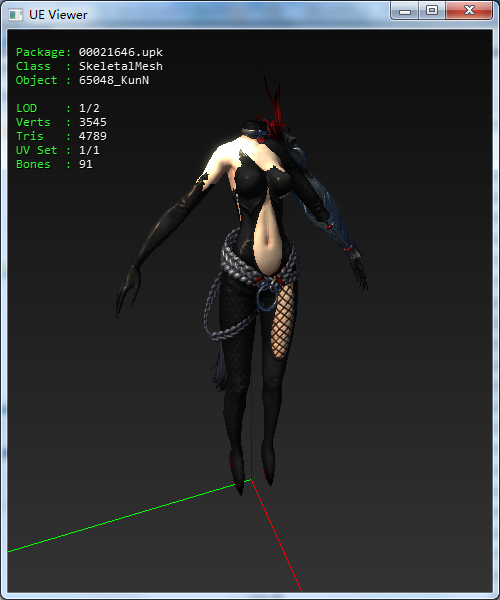 UE Viewer
Package: 00021646.upk
Class : SkeletalMesh
Object : 65048_KunN
LOD : 1/2
Verts : 3545
Tris : 4789
UV Set : 1/1
Bones : 91